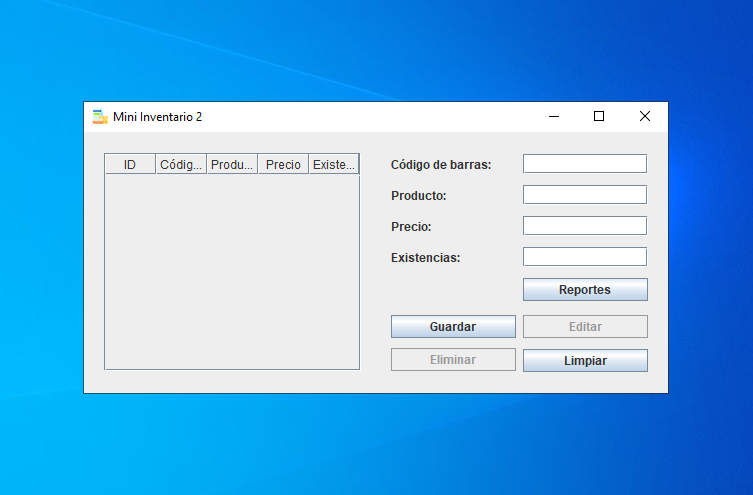 Mini Inventario 2
ID Códig... Produ... Precio Existe...
Código de barras:
Producto:
Precio:
Existencias:
Reportes
Guardar Editar
Eliminar Limpiar